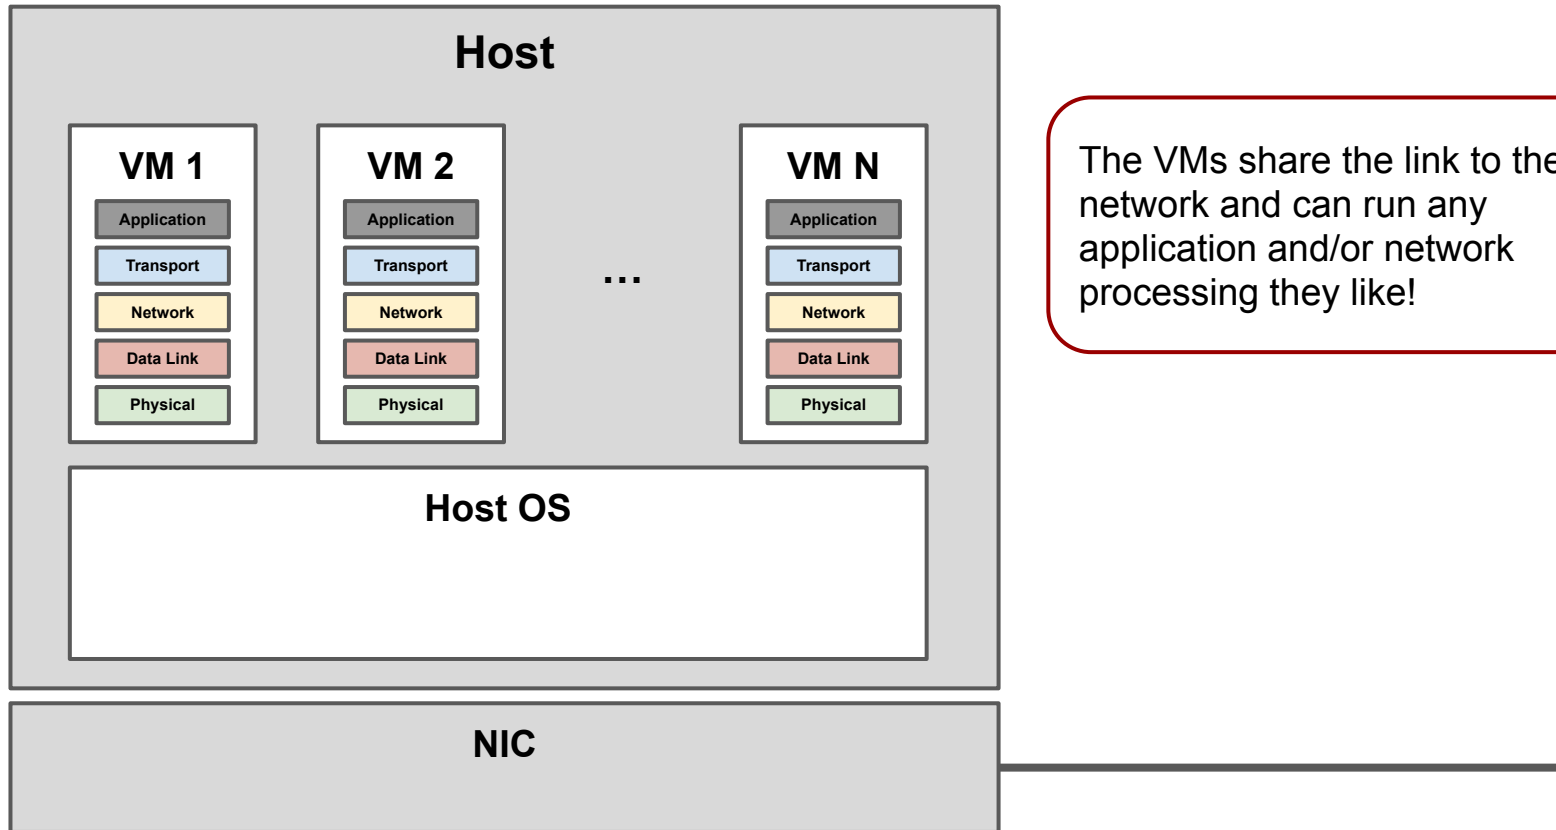 Host
VM 1
Application
Transport
Network
Data Link
Physical
VM 2
Application
Transport
Network
Data Link
Physical
...
VM N
Application
Transport
Network
Data Link
Physical
Host OS
NIC
The VMs share the link to the
network and can run any
application and/or network
processing they like!